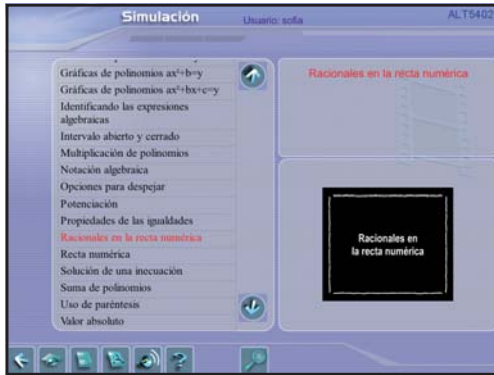 Simulación
Usuario: sofia
ALT5402
Gráficas de polinomios ax²+b=y
Gráficas de polinomios ax²+bx+c=y
Identificando las expresiones
algebraicas
Intervalo abierto y cerrado
Multiplicación de polinomios
Notación algebraica
Opciones para despejar
Potenciación
Propiedades de las igualdades
Racionales en la recta numérica
Recta numérica
Solución de una inecuación
Suma de polinomios
Uso de paréntesis
Valor absoluto
Racionales en la recta numérica
Racionales en
la recta numérica